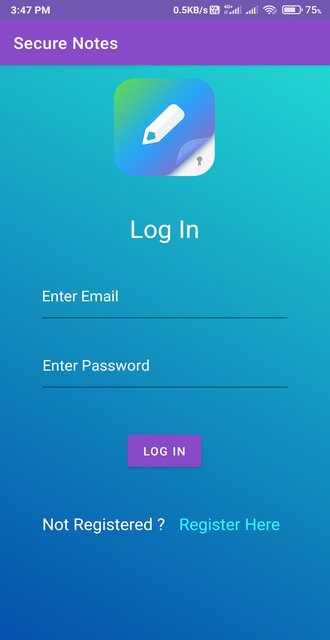 3:47 PM 0.5KB/s 4G+ 75%
Secure Notes
Log In
Enter Email
Enter Password
LOG IN
Not Registered ? Register Here